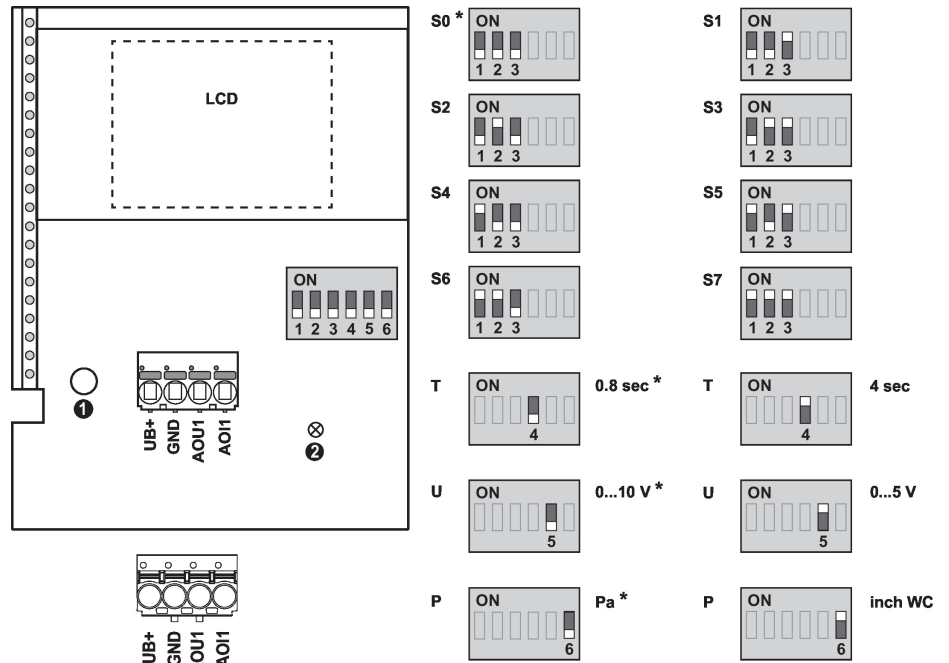 LCD
ON
1 2 3 4 5 6
❶
UB+
GND
AOU1
AOI1
❷
UB+
GND
AOU1
AOI1
S0 * ON
1 2 3
S1 ON
1 2 3
S2 ON
1 2 3
S3 ON
1 2 3
S4 ON
1 2 3
S5 ON
1 2 3
S6 ON
1 2 3
S7 ON
1 2 3
T ON 0.8 sec *
4
T ON 4 sec
4
U ON 0...10 V *
5
U ON 0...5 V
5
P ON Pa *
6
P ON inch WC
6